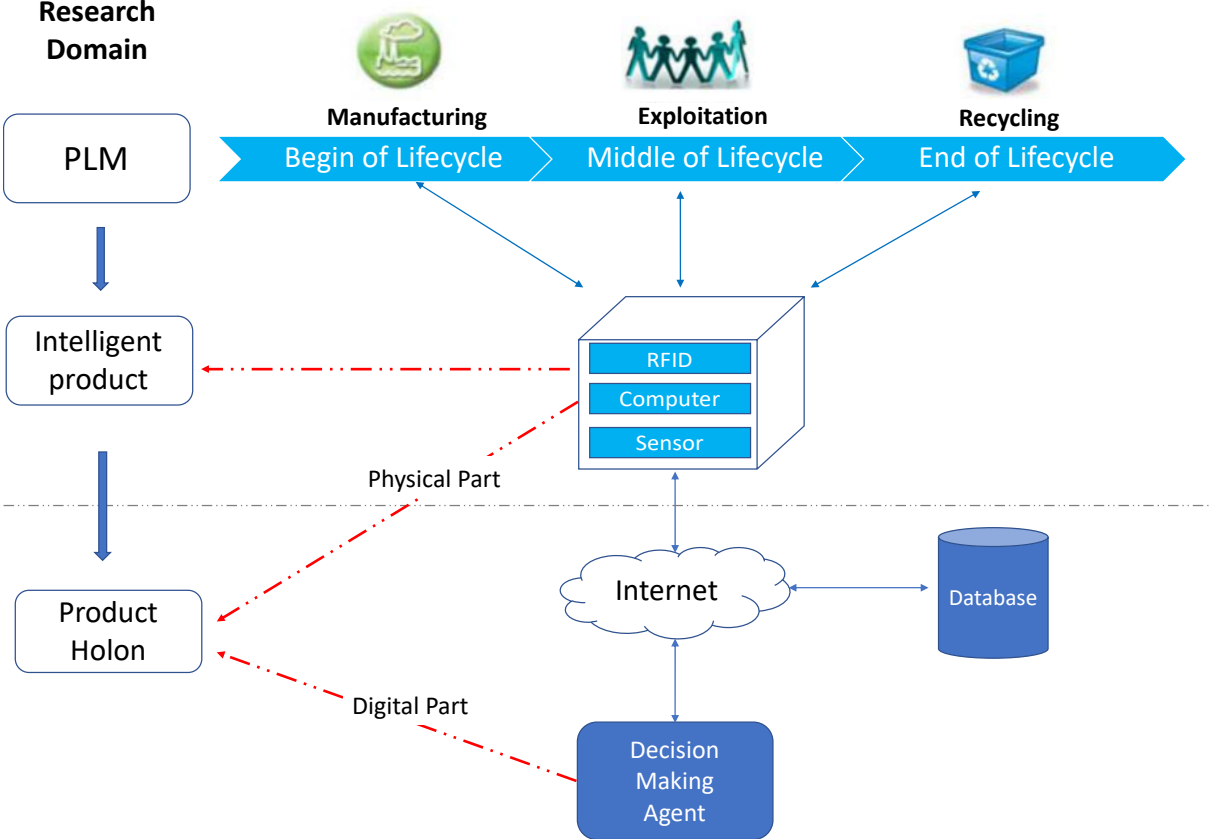 Research
Domain
Manufacturing
Exploitation
Recycling
PLM
Begin of Lifecycle
Middle of Lifecycle
End of Lifecycle
Intelligent
product
RFID
Computer
Sensor
Physical Part
Internet
Database
Product
Holon
Digital Part
Decision
Making
Agent